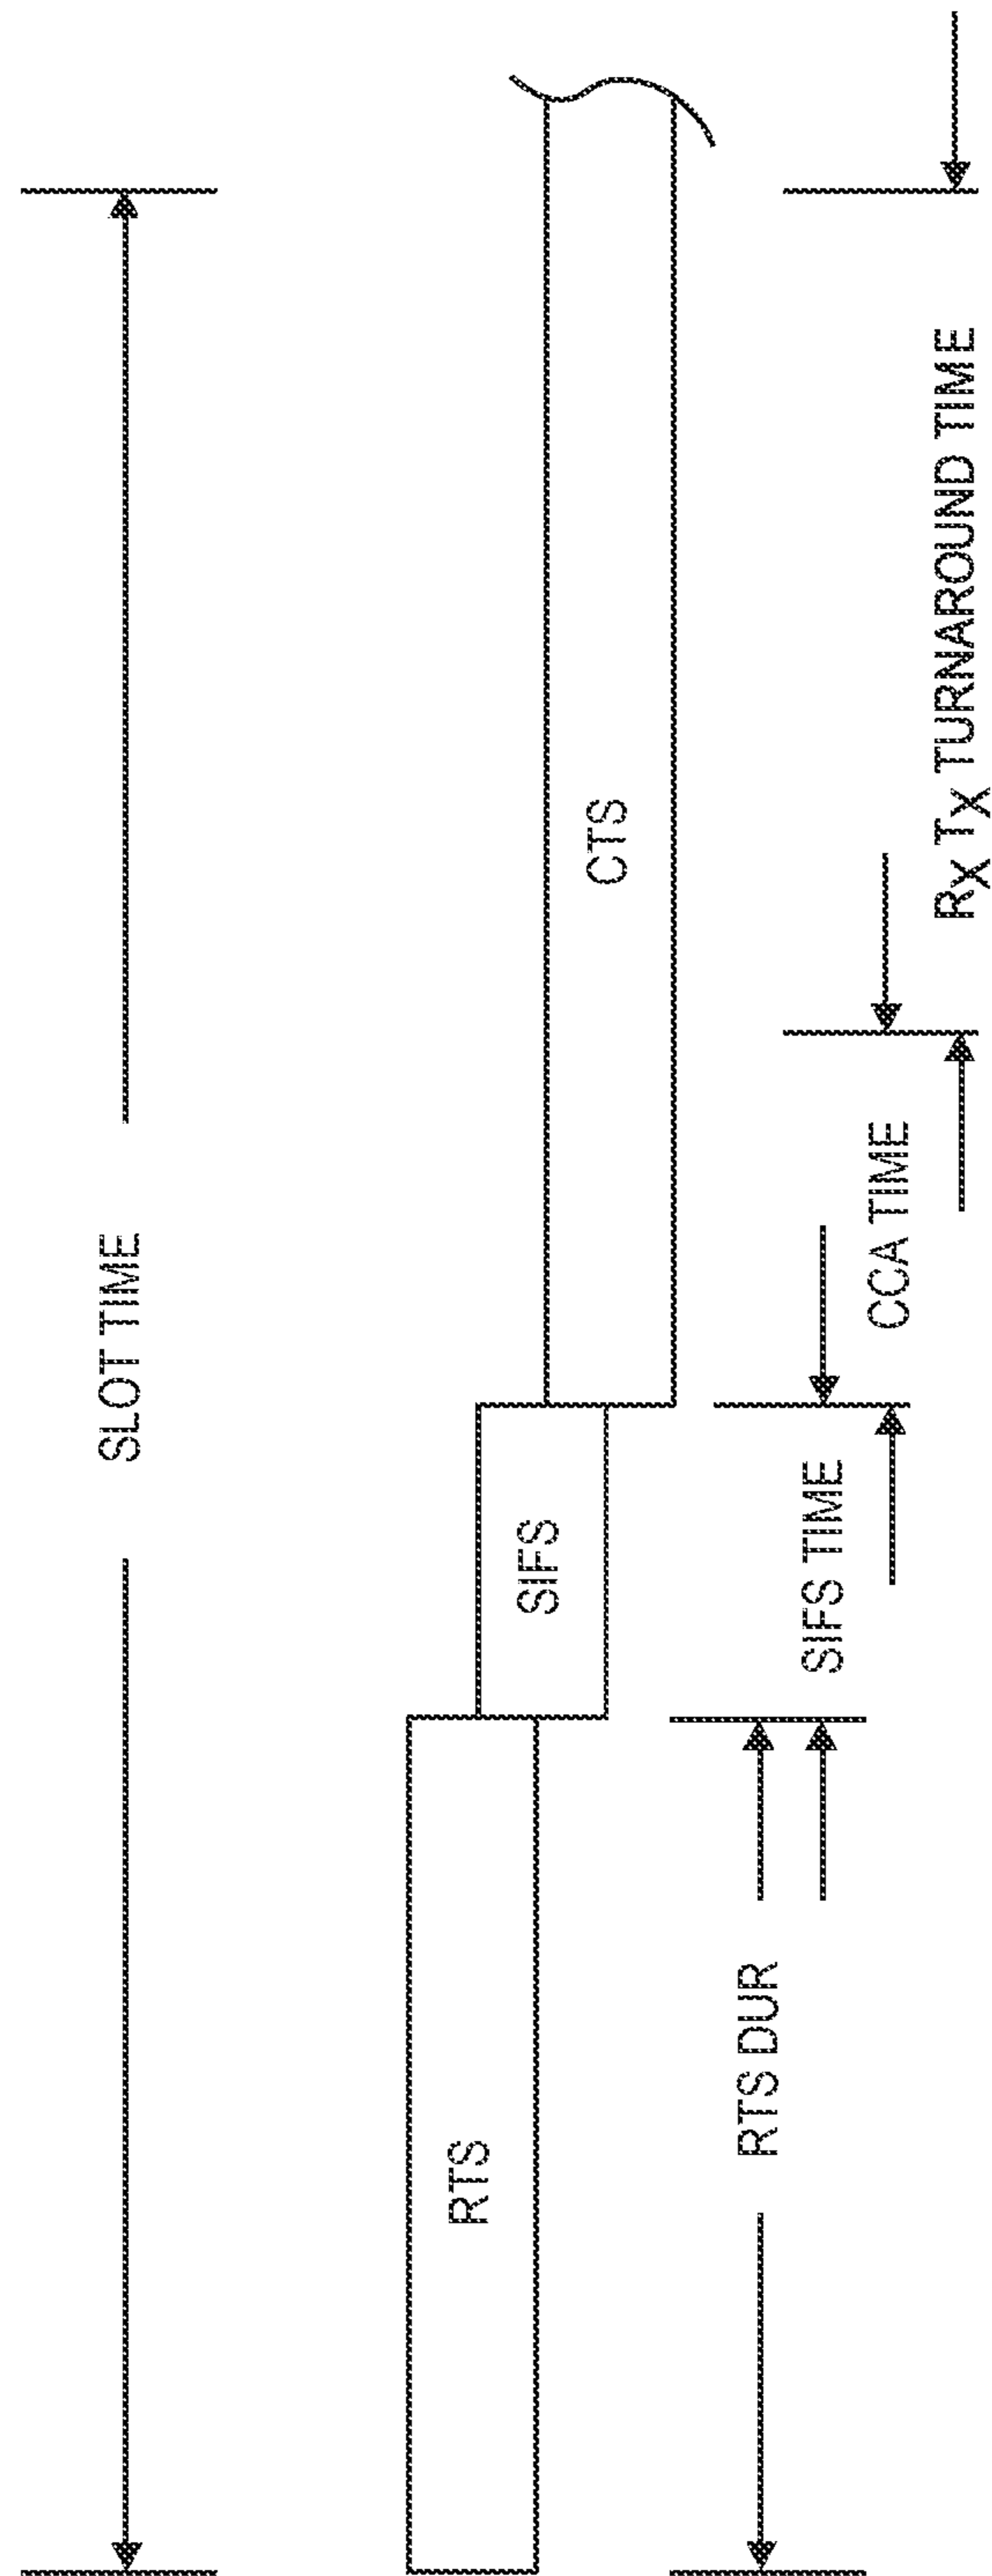 SLOT TIME
RTS
SIFS
CTS
RTS DUR
SIFS TIME
CCA TIME
RX TX TURNAROUND TIME